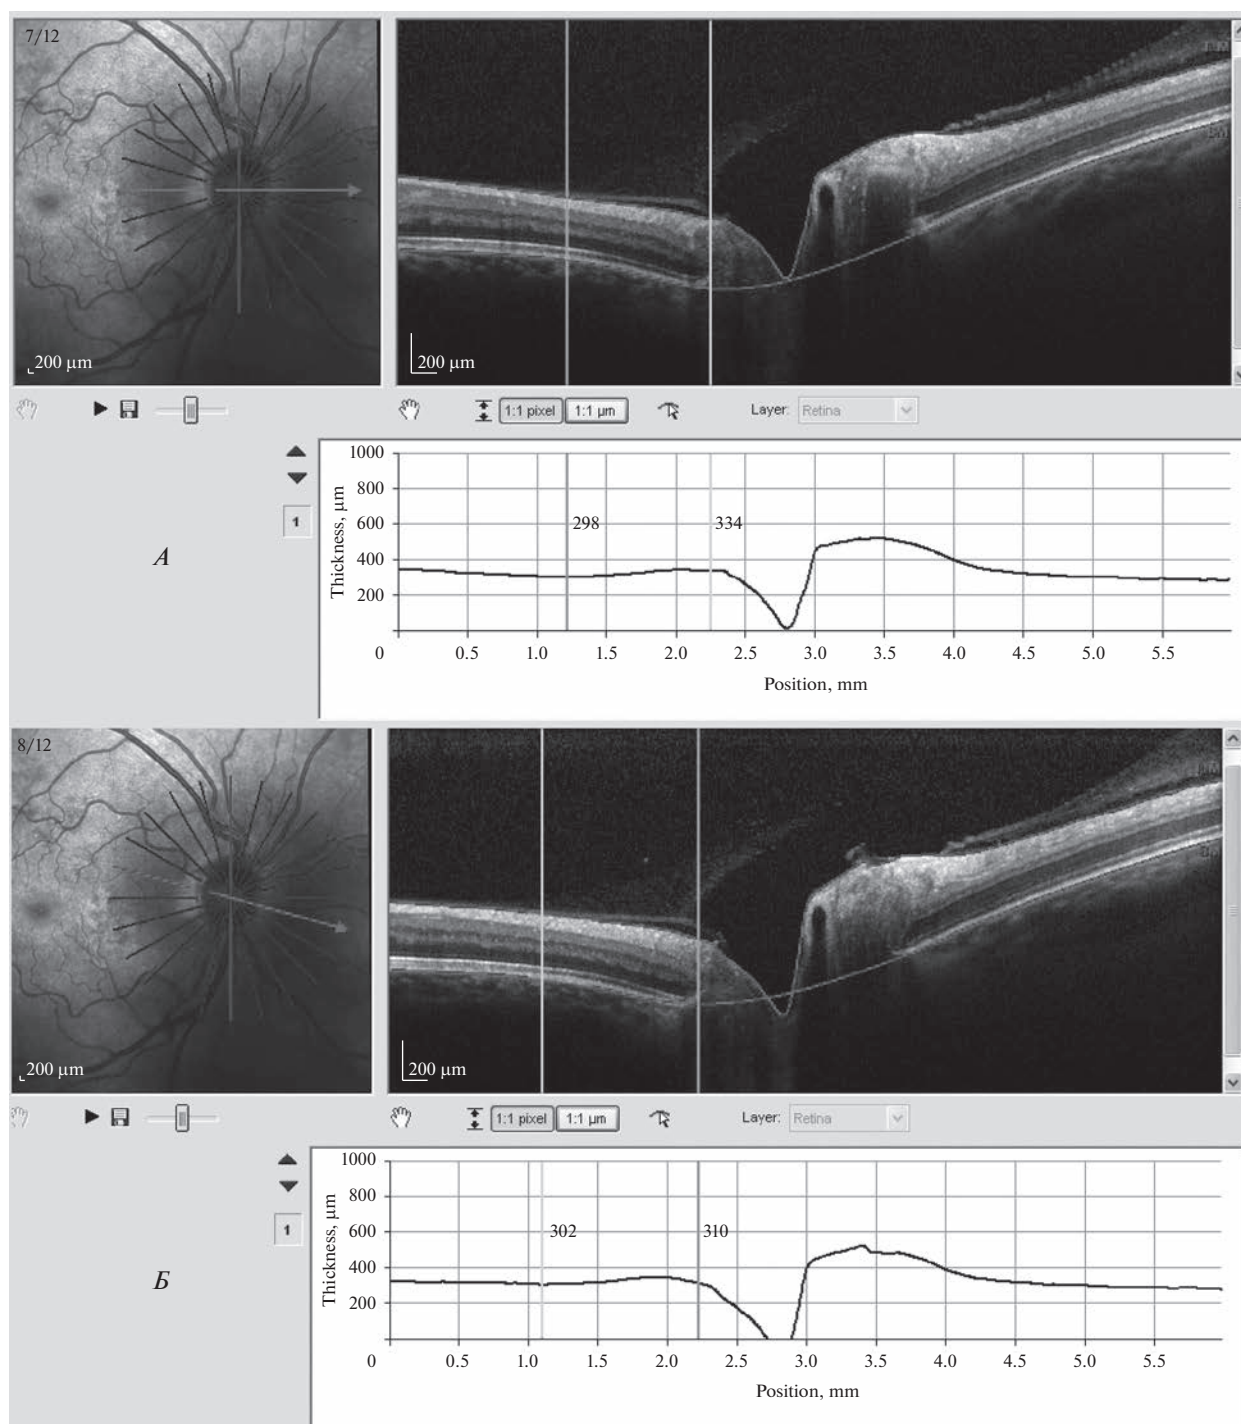 7/12
200 µm
200 µm
1:1 pixel
1:1 µm
Layer:
Retina
1
А
Thickness, µm
1000
800
600
400
200
298
334
0
0.5
1.0
1.5
2.0
2.5
3.0
3.5
4.0
4.5
5.0
5.5
Position, mm
8/12
200 µm
200 µm
1:1 pixel
1:1 µm
Layer:
Retina
1
Б
Thickness, µm
1000
800
600
400
200
302
310
0
0.5
1.0
1.5
2.0
2.5
3.0
3.5
4.0
4.5
5.0
5.5
Position, mm